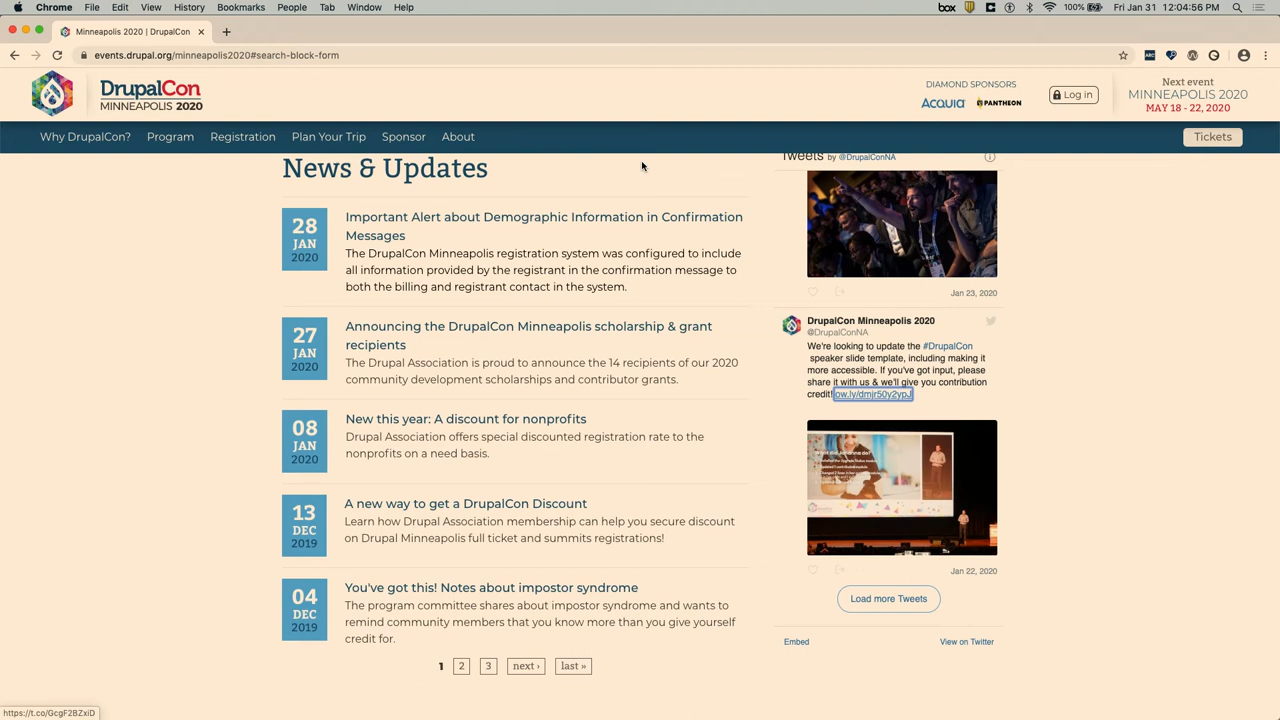 Chrome File Edit View History Bookmarks People Tab Window Help
box 100% Fri Jan 31 12:04:56 PM
Minneapolis 2020 | DrupalCon
events.drupal.org/minneapolis2020#search-block-form
ARC
DrupalCon
MINNEAPOLIS 2020
DIAMOND SPONSORS
ACQUIA PANTHEON
Log in
Next event
MINNEAPOLIS 2020
MAY 18 - 22, 2020
Why DrupalCon? Program Registration Plan Your Trip Sponsor About
Tickets
News & Updates
28
JAN
2020
Important Alert about Demographic Information in Confirmation
Messages
The DrupalCon Minneapolis registration system was configured to include
all information provided by the registrant in the confirmation message to
both the billing and registrant contact in the system.
27
JAN
2020
Announcing the DrupalCon Minneapolis scholarship & grant
recipients
The Drupal Association is proud to announce the 14 recipients of our 2020
community development scholarships and contributor grants.
08
JAN
2020
New this year: A discount for nonprofits
Drupal Association offers special discounted registration rate to the
nonprofits on a need basis.
13
DEC
2019
A new way to get a DrupalCon Discount
Learn how Drupal Association membership can help you secure discount
on Drupal Minneapolis full ticket and summits registrations!
04
DEC
2019
You've got this! Notes about impostor syndrome
The program committee shares about impostor syndrome and wants to
remind community members that you know more than you give yourself
credit for.
1 2 3 next › last »
Tweets by @DrupalConNA
Jan 23, 2020
DrupalCon Minneapolis 2020
@DrupalConNA
We're looking to update the #DrupalCon
speaker slide template, including making it
more accessible. If you've got input, please
share it with us & we'll give you contribution
credit! ow.ly/dmjr50y2ypJ
Jan 22, 2020
Load more Tweets
Embed View on Twitter
https://t.co/GcgF2BZxiD